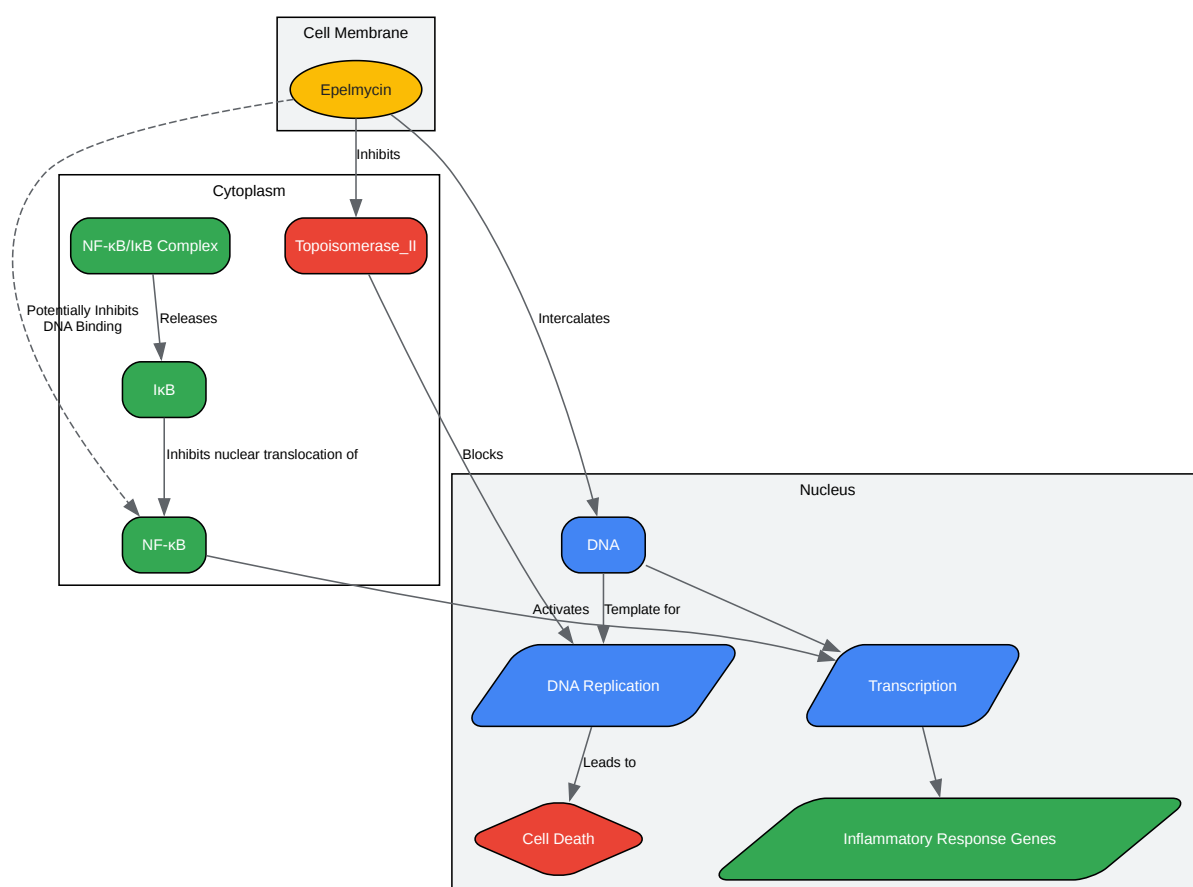 Cell Membrane
Epelmycin
Inhibits
Cytoplasm
NF-κB/IκB Complex
Topoisomerase_II
Potentially Inhibits
DNA Binding
Releases
Intercalates
IκB
Inhibits nuclear translocation of
Blocks
Nucleus
NF-κB
DNA
Activates
Template for
DNA Replication
Transcription
Leads to
Cell Death
Inflammatory Response Genes